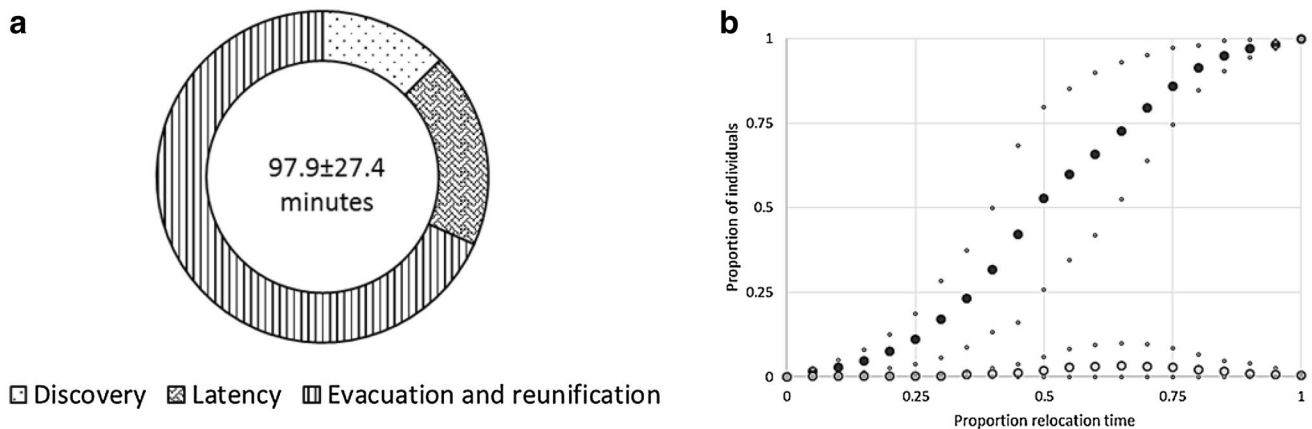 a
97.9±27.4
minutes
Discovery Latency Evacuation and reunification
b
Proportion of individuals
1
0.75
0.5
0.25
0
0 0.25 0.5 0.75 1
Proportion relocation time